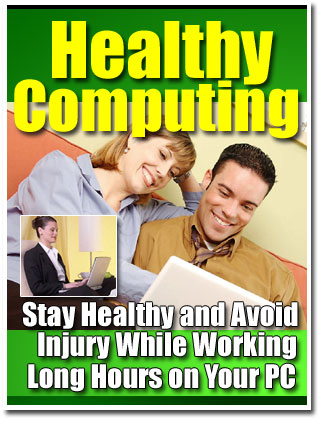 Healthy
Computing
Stay Healthy and Avoid
Injury While Working
Long Hours on Your PC